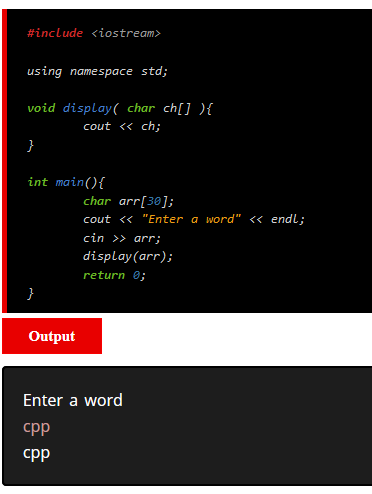 #include <iostream>
using namespace std;
void display( char ch[] ){
cout << ch;
}
int main(){
char arr[30];
cout << "Enter a word" << endl;
cin >> arr;
display(arr);
return 0;
}
Output
Enter a word
cpp
cpp